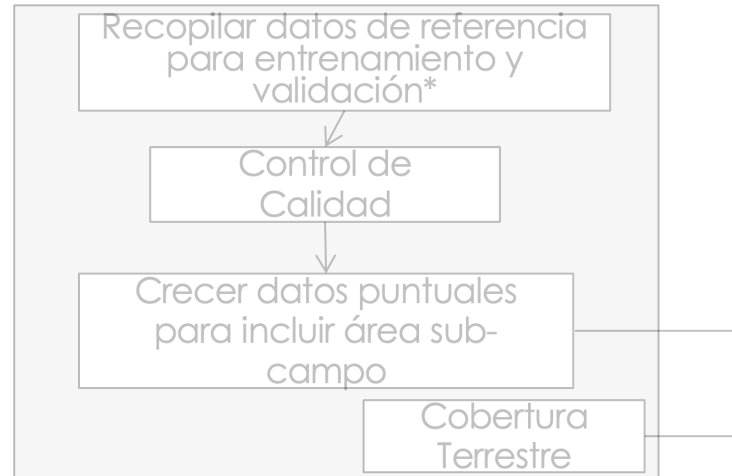 Recopilar datos de referencia
para entrenamiento y
validación*
Control de
Calidad
Crecer datos puntuales
para incluir área sub-
campo
Cobertura
Terrestre